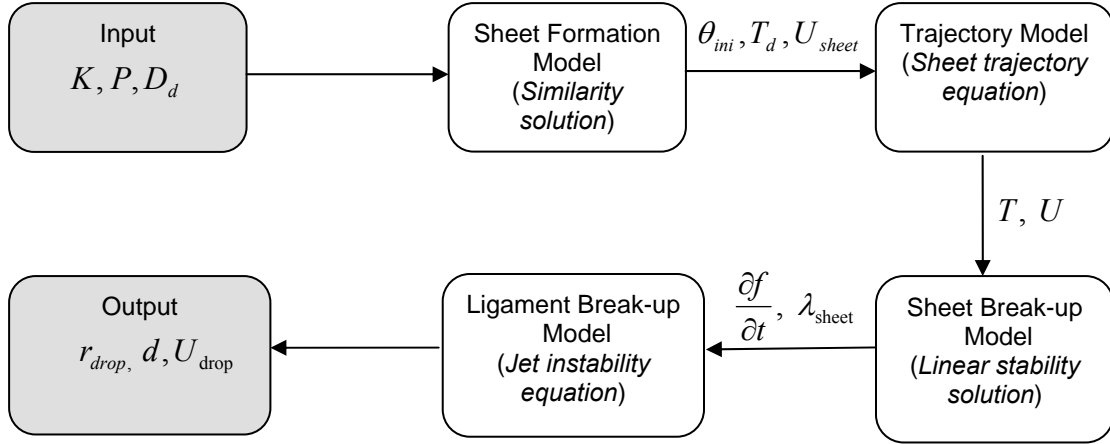 Input
K, P, D_d
Sheet Formation
Model
(Similarity
solution)
θ_ini, T_d, U_sheet
Trajectory Model
(Sheet trajectory
equation)
T, U
Sheet Break-up
Model
(Linear stability
solution)
∂f/∂t, λ_sheet
Ligament Break-up
Model
(Jet instability
equation)
Output
r_drop, d, U_drop